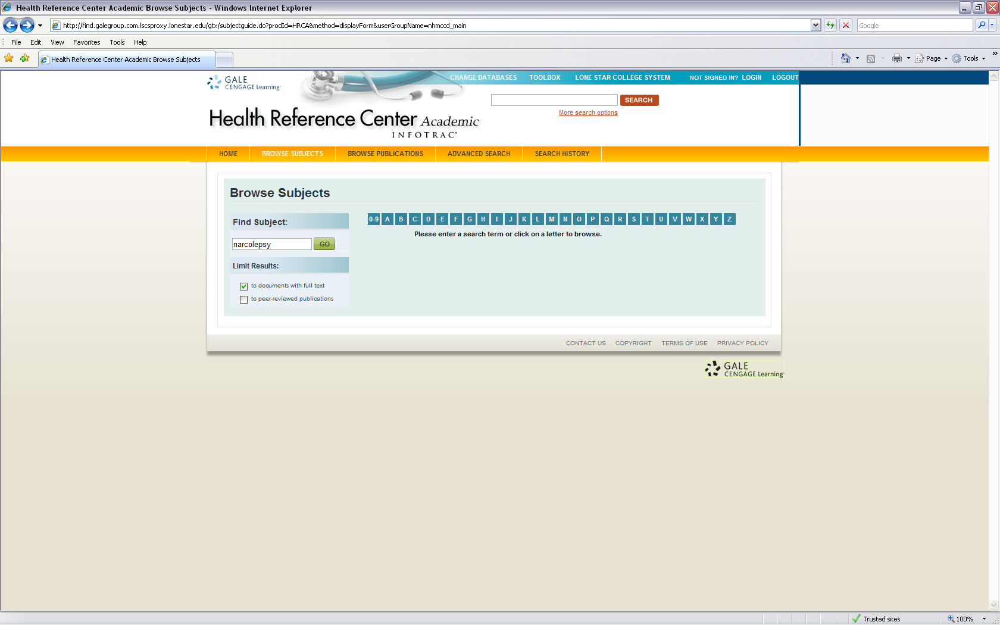 Health Reference Center Academic Browse Subjects - Windows Internet Explorer
http://find.galegroup.com.lscsproxy.lonestar.edu/gtx/subjectguide.do?prodId=HRCA&method=displayForm&userGroupName=nhmccd_main
Google
File Edit View Favorites Tools Help
Health Reference Center Academic Browse Subjects
Page Tools »
GALE
CENGAGE Learning™
CHANGE DATABASES TOOLBOX LONE STAR COLLEGE SYSTEM NOT SIGNED IN? LOGIN LOGOUT
SEARCH
More search options
Health Reference Center Academic
INFOTRAC®
HOME BROWSE SUBJECTS BROWSE PUBLICATIONS ADVANCED SEARCH SEARCH HISTORY
Browse Subjects
Find Subject:
0-9 A B C D E F G H I J K L M N O P Q R S T U V W X Y Z
Please enter a search term or click on a letter to browse.
narcolepsy GO
Limit Results:
to documents with full text
to peer-reviewed publications
CONTACT US COPYRIGHT TERMS OF USE PRIVACY POLICY
GALE
CENGAGE Learning™
Trusted sites 100%